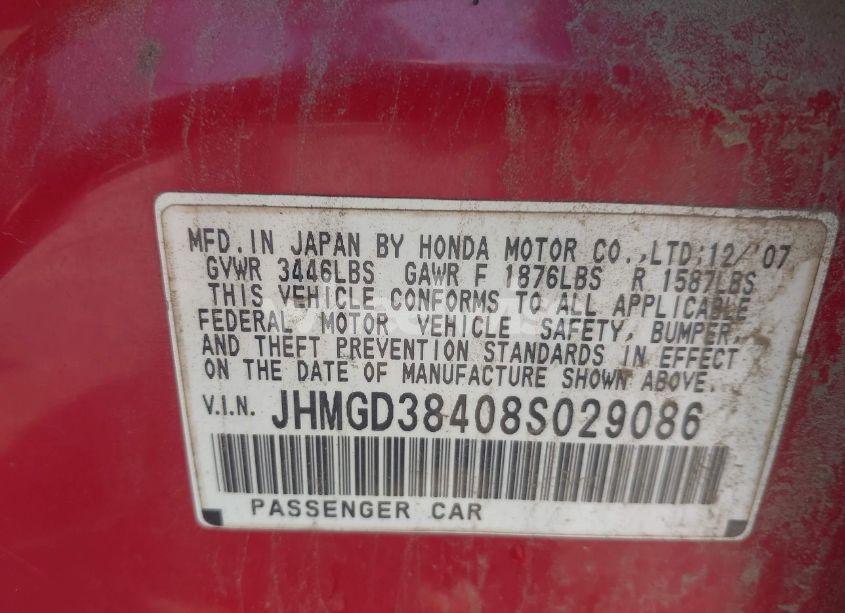 MFD. IN JAPAN BY HONDA MOTOR CO., LTD; 12/'07
GVWR 3446LBS GAWR F 1876LBS R 1587LBS
THIS VEHICLE CONFORMS TO ALL APPLICABLE
FEDERAL MOTOR VEHICLE SAFETY, BUMPER,
AND THEFT PREVENTION STANDARDS IN EFFECT
ON THE DATE OF MANUFACTURE SHOWN ABOVE.
V.I.N. JHMGD38408S029086
PASSENGER CAR